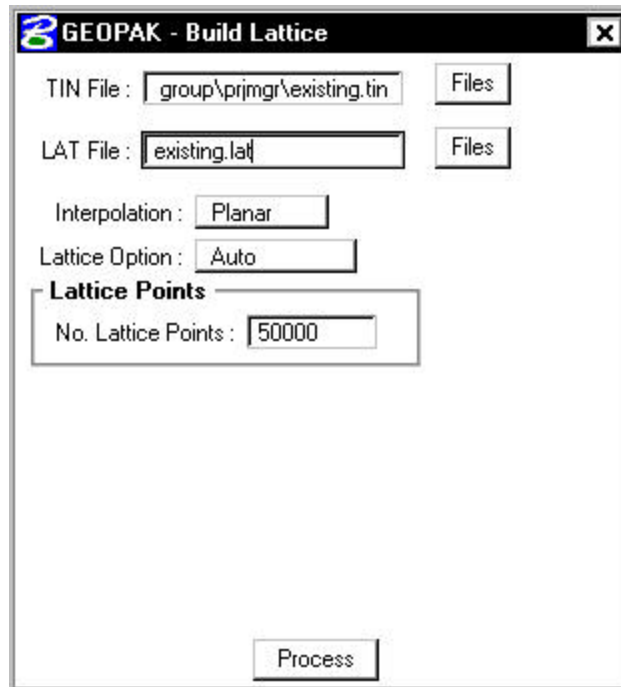 GEOPAK - Build Lattice
TIN File : group\prjmgr\existing.tin Files
LAT File : existing.lat Files
Interpolation : Planar
Lattice Option : Auto
Lattice Points
No. Lattice Points : 50000
Process